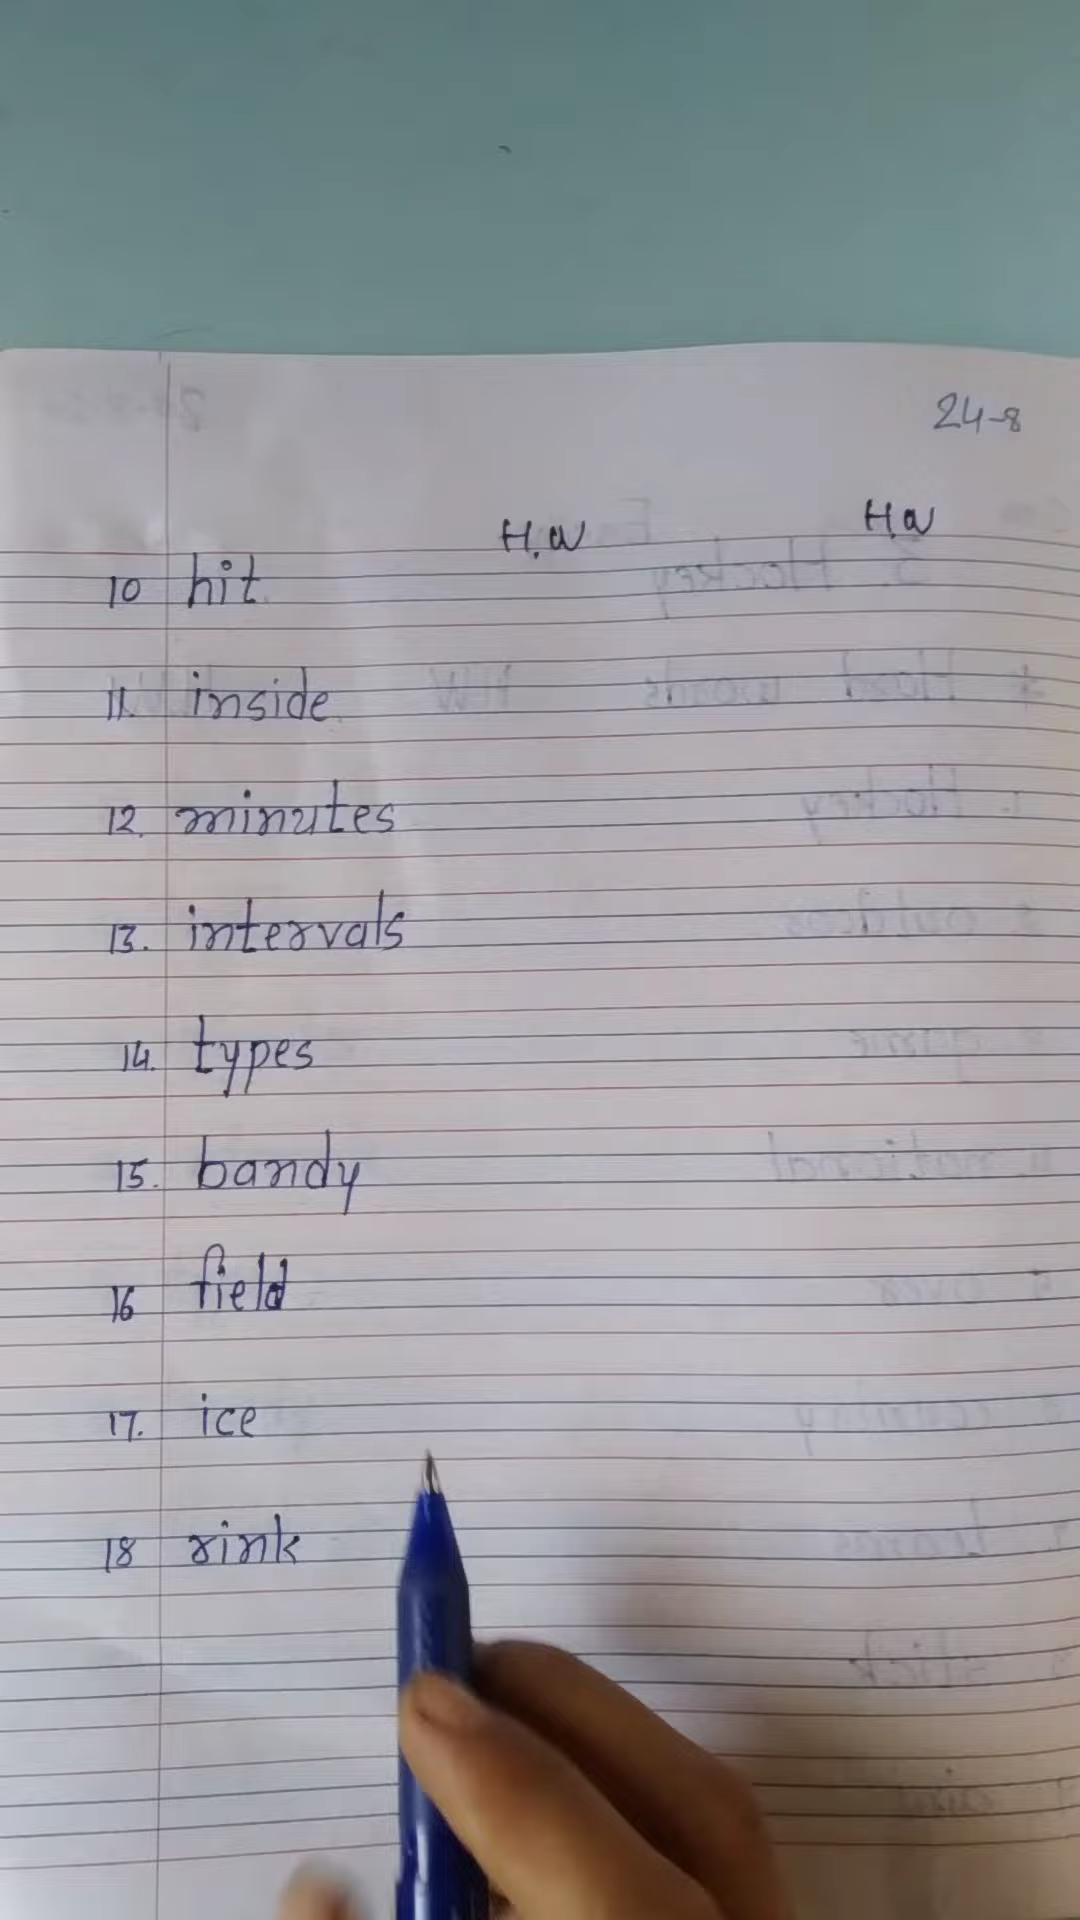 24-8
H.W H.W
10 hit
11. inside
12. minutes
13. intervals
14. types
15. bandy
16 field
17. ice
18 rink